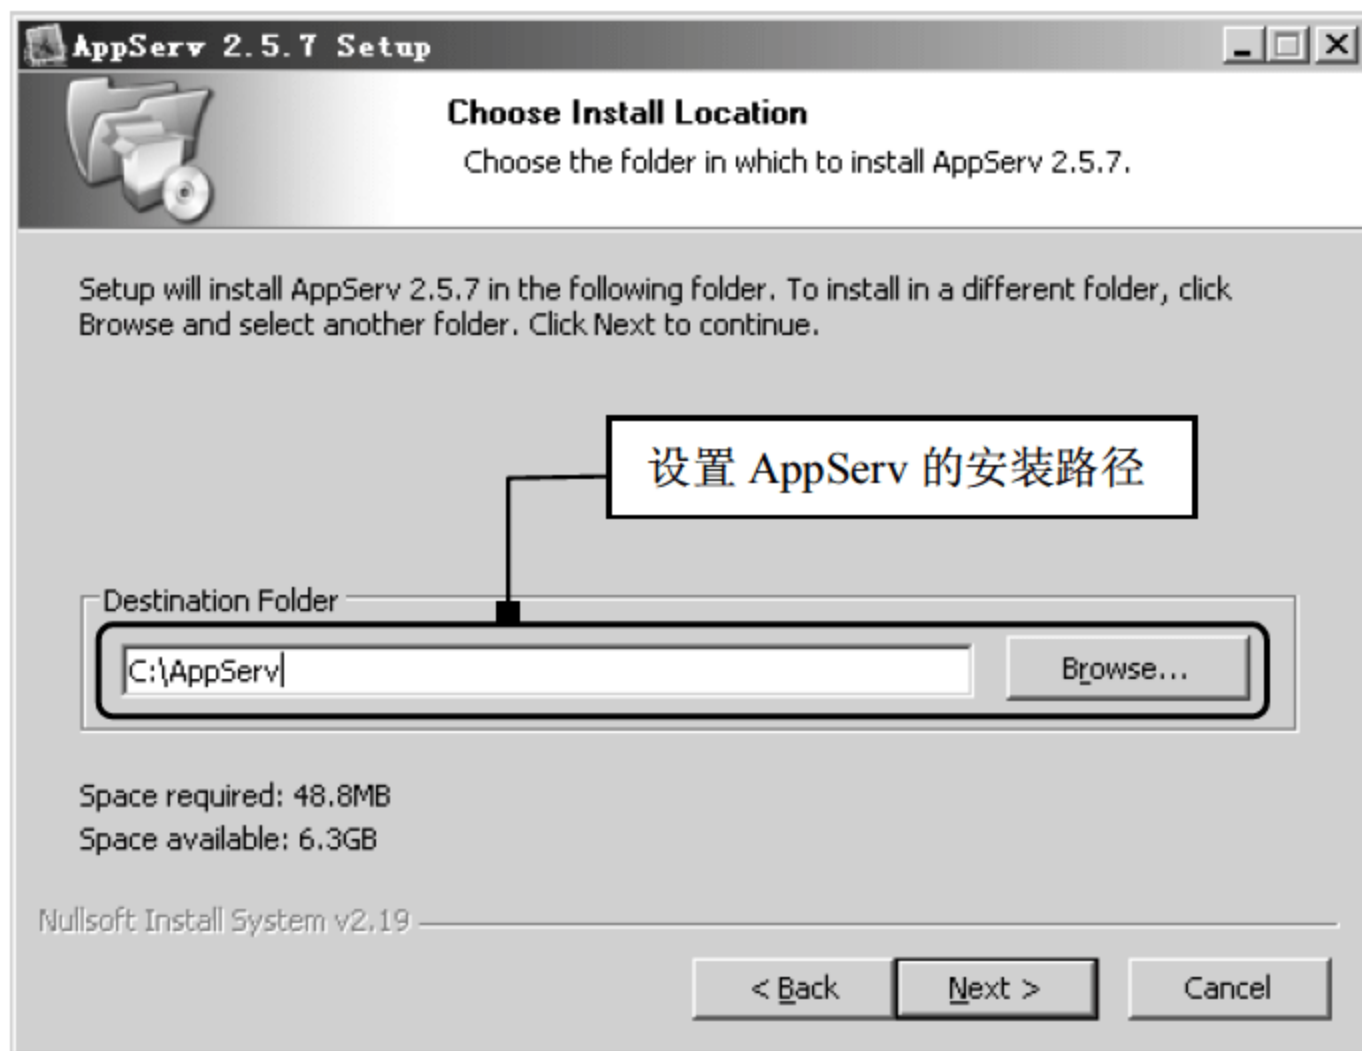 AppServ 2.5.7 Setup
Choose Install Location
Choose the folder in which to install AppServ 2.5.7.
Setup will install AppServ 2.5.7 in the following folder. To install in a different folder, click
Browse and select another folder. Click Next to continue.
设置 AppServ 的安装路径
Destination Folder
C:\AppServ
Browse...
Space required: 48.8MB
Space available: 6.3GB
Nullsoft Install System v2.19
< Back
Next >
Cancel